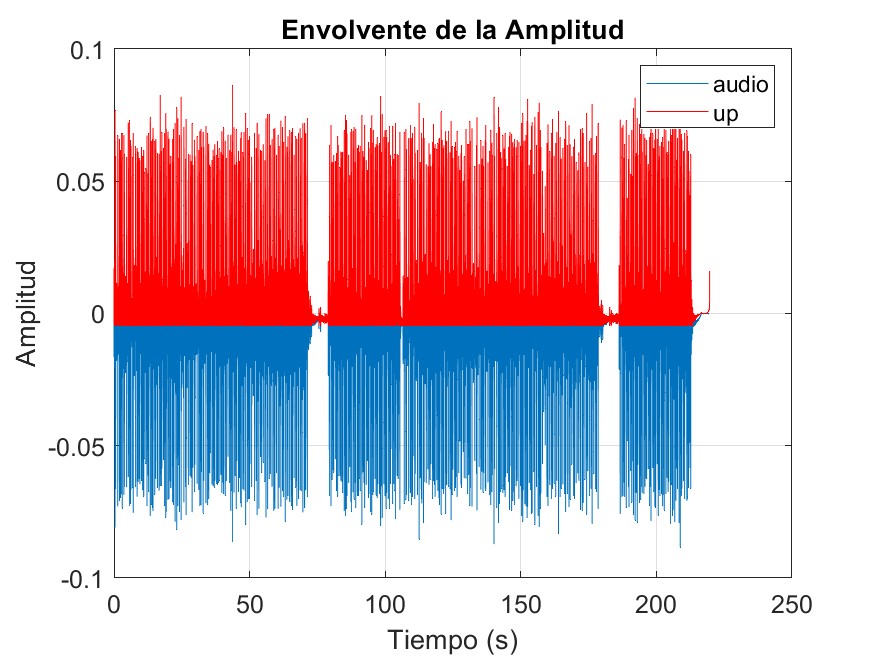 Envolvente de la Amplitud
0.1
0.05
0
-0.05
-0.1
Amplitud
audio
up
0 50 100 150 200 250
Tiempo (s)